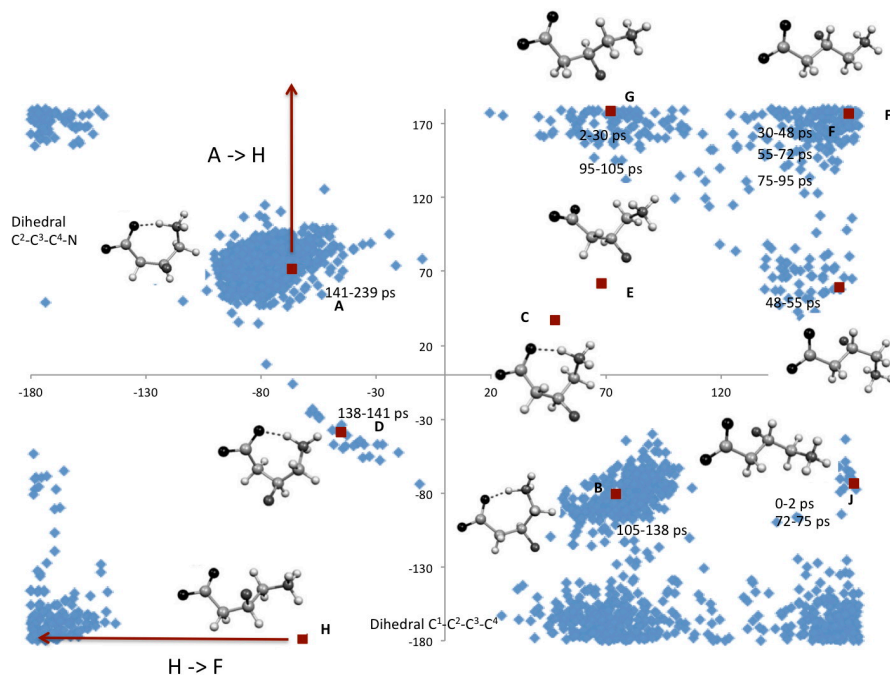 G
170
2-30 ps
30-48 ps
F
F
A -> H
95-105 ps
55-72 ps
75-95 ps
120
Dihedral
C2-C3-C4-N
70
141-239 ps
A
E
48-55 ps
C
20
-180
-130
-80
-30
20
70
120
-30
138-141 ps
D
-80
B
105-138 ps
0-2 ps
72-75 ps
J
-130
H
Dihedral C1-C2-C3-C4
-180
H -> F